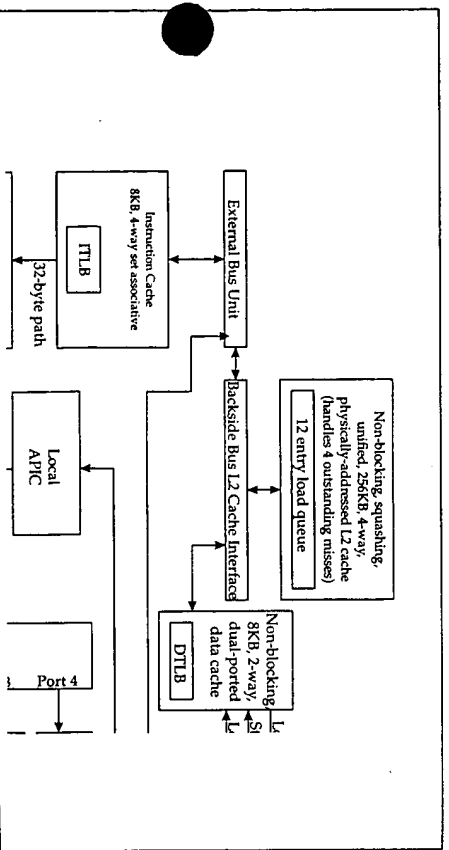 Non-blocking, squashing,
unified, 256KB, 4-way,
physically-addressed L2 cache
(handles 4 outstanding misses)
12 entry load queue
External Bus Unit
Backside Bus L2 Cache Interface
Instruction Cache
8KB, 4-way set associative
ITLB
32-byte path
Non-blocking,
8KB, 2-way,
dual-ported
data cache
DTLB
Local
APIC
Port 4